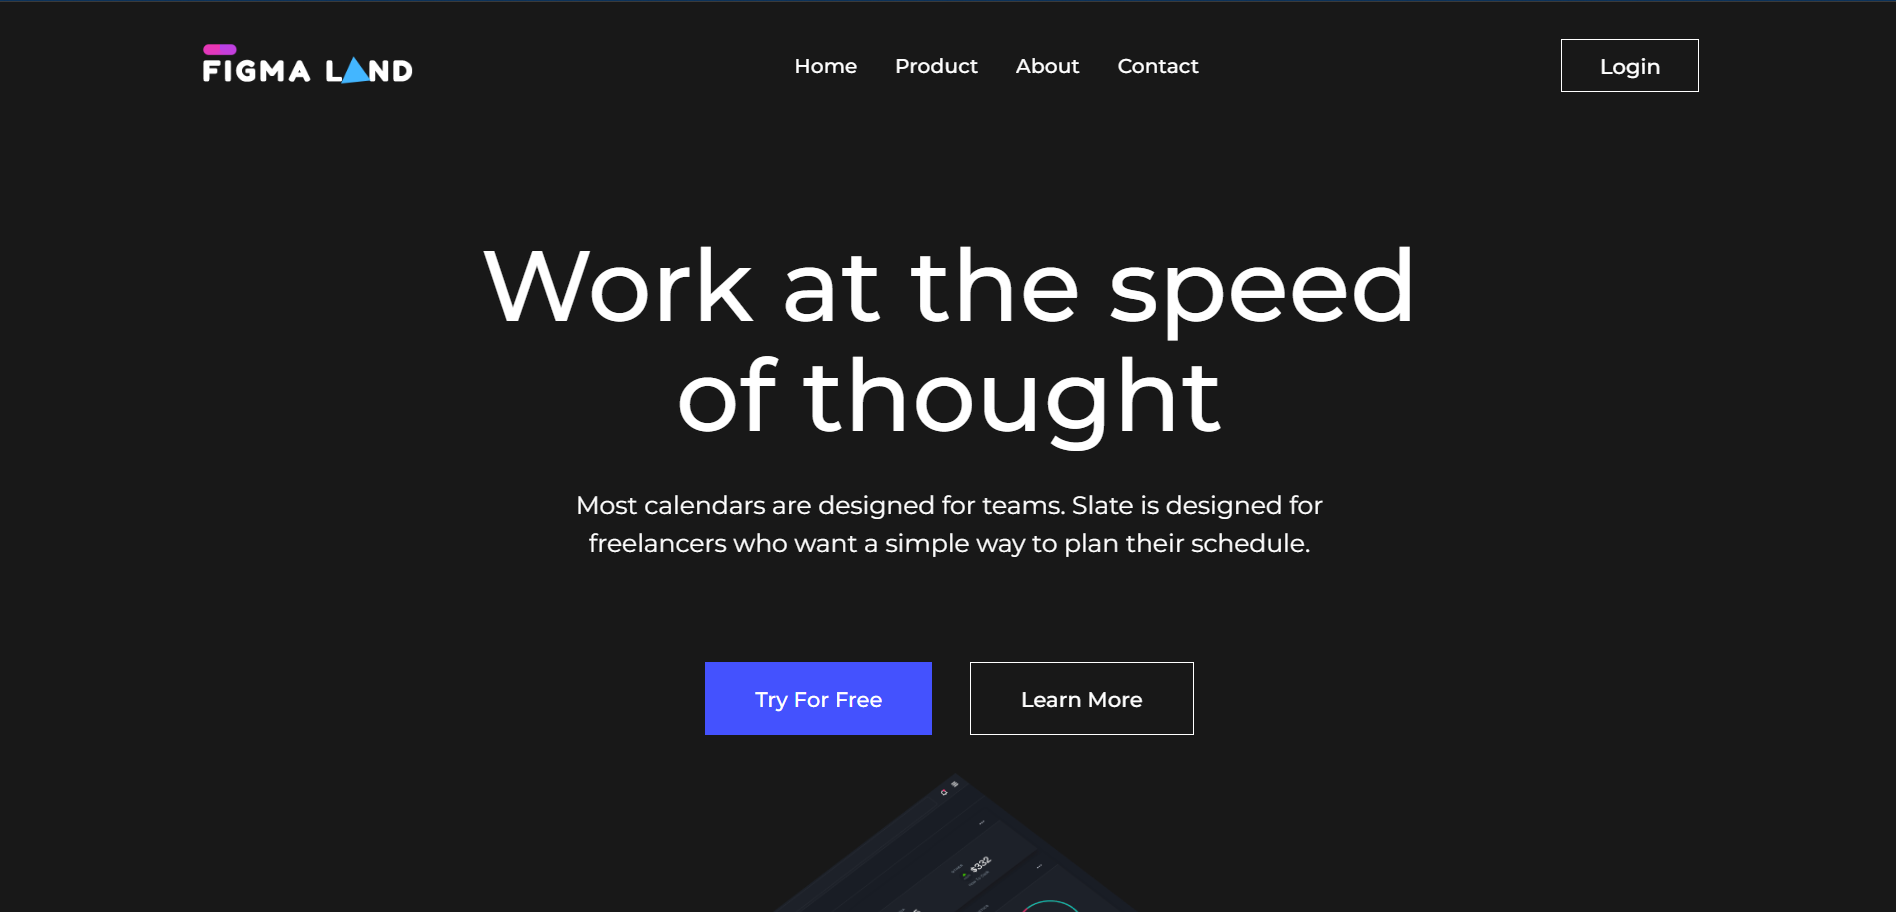 FIGMA LAND
Home Product About Contact
Login
Work at the speed
of thought
Most calendars are designed for teams. Slate is designed for
freelancers who want a simple way to plan their schedule.
Try For Free
Learn More
$332